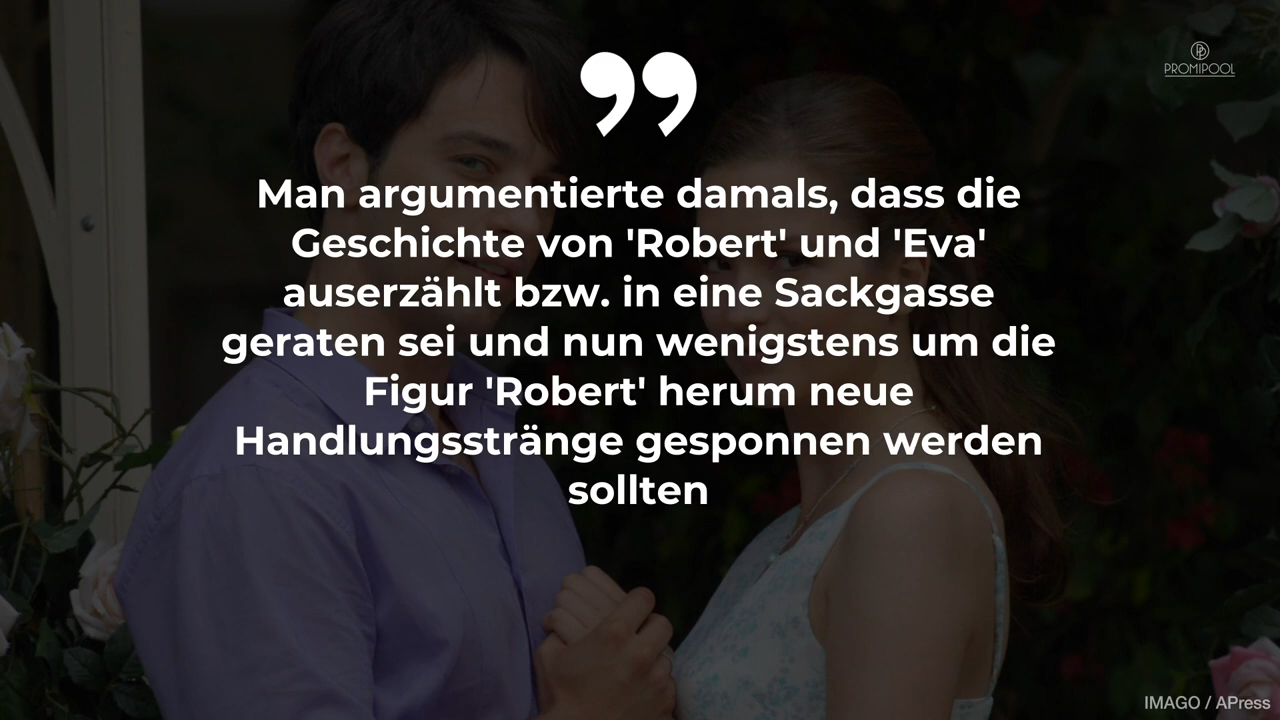 PROMIPOOL
”
Man argumentierte damals, dass die
Geschichte von 'Robert' und 'Eva'
auserzählt bzw. in eine Sackgasse
geraten sei und nun wenigstens um die
Figur 'Robert' herum neue
Handlungsstränge gesponnen werden
sollten
IMAGO / APress